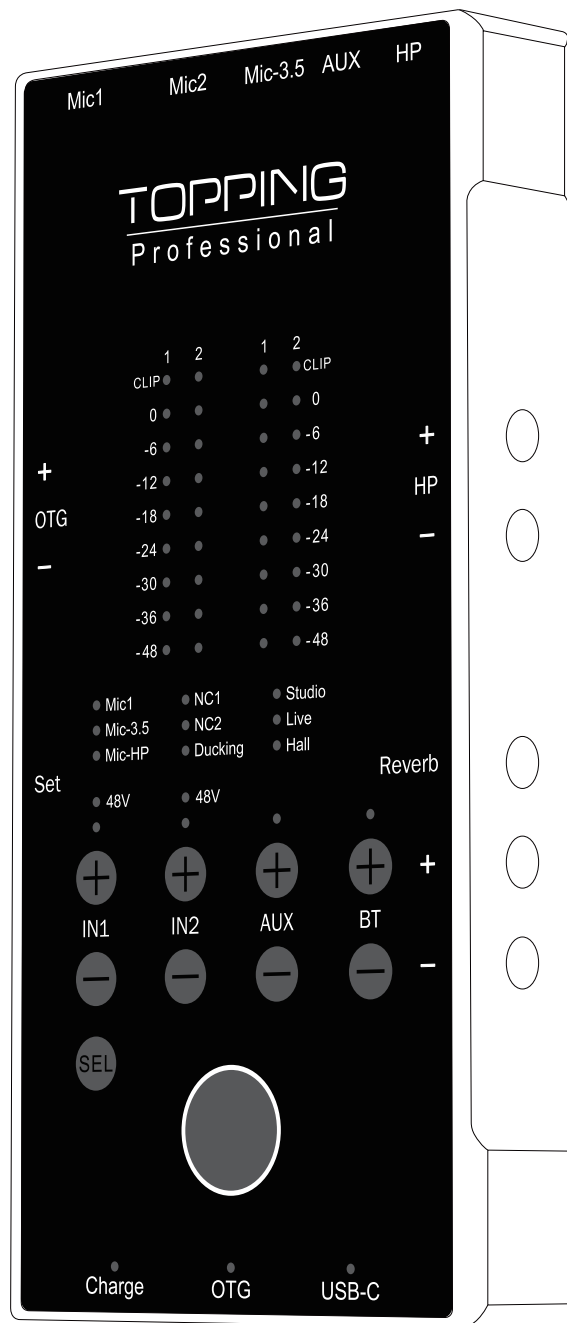 Mic1 Mic2 Mic-3.5 AUX HP
TOPPING
Professional
1 2 1 2
CLIP CLIP
0 0
-6 -6
-12 -12
-18 -18
-24 -24
-30 -30
-36 -36
-48 -48
+
OTG
−
+
HP
−
Mic1 NC1 Studio
Mic-3.5 NC2 Live
Mic-HP Ducking Hall
Set Reverb
48V 48V
+ + + + +
IN1 IN2 AUX BT
− − − − −
SEL
Charge OTG USB-C